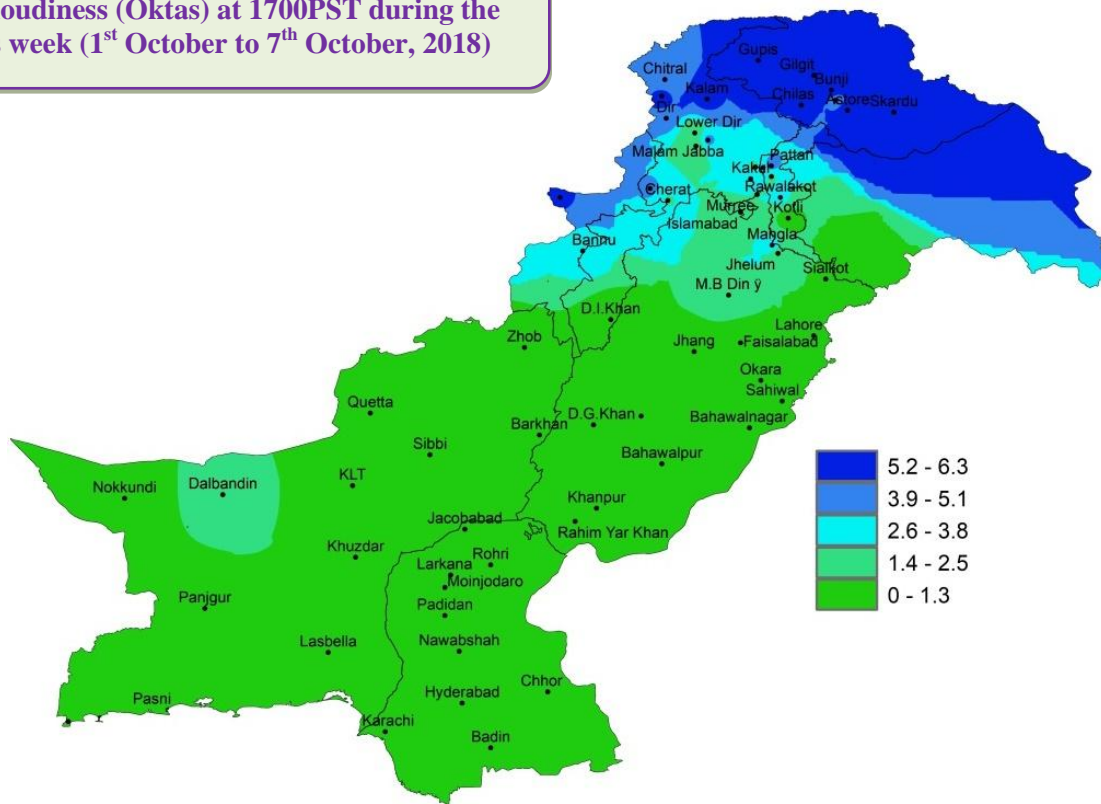 oudiness (Oktas) at 1700PST during the
week (1st October to 7th October, 2018)
Gupis
Gilgit
Bunji
Chitral
Kalam
Chilas
Astore
Skardu
Dir
Lower Dir
Malam Jabba
Pattan
Kakul
Cherat
Rawalakot
Murree
Kotli
Islamabad
Bannu
Mangla
Jhelum
Sialkot
M.B Din ÿ
D.I.Khan
Zhob
Lahore
Jhang
Faisalabad
Okara
Sahiwal
Quetta
D.G.Khan
Bahawalnagar
Barkhan
Sibbi
Bahawalpur
5.2 - 6.3
KLT
Nokkundi
Dalbandin
3.9 - 5.1
Khanpur
2.6 - 3.8
Jacobabad
Rahim Yar Khan
Khuzdar
Rohri
1.4 - 2.5
Larkana
Moinjodaro
0 - 1.3
Panjgur
Padidan
Lasbella
Nawabshah
Chhor
Hyderabad
Pasni
Karachi
Badin